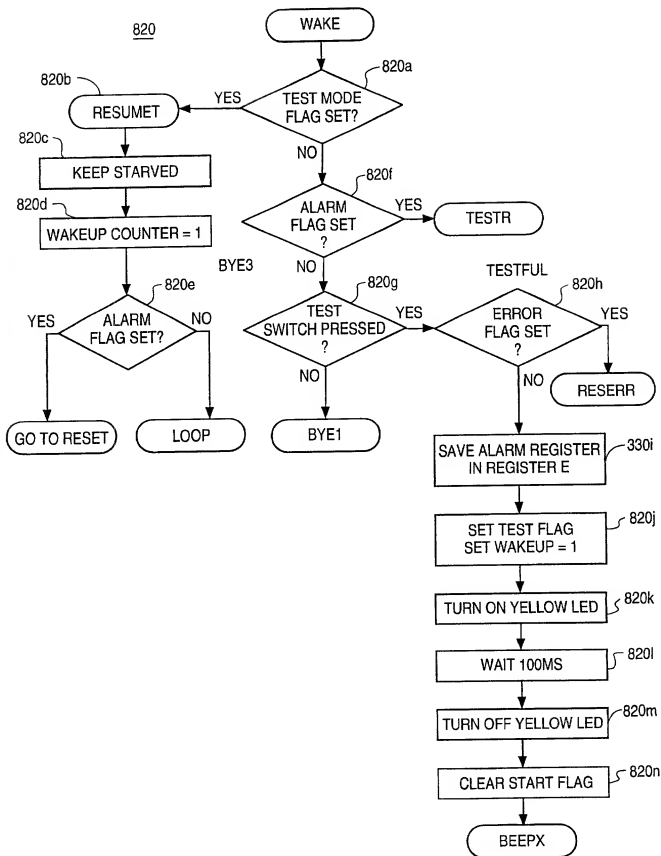 820
WAKE
820a
TEST MODE
FLAG SET?
YES
NO
820b
RESUMET
820c
KEEP STARVED
820d
WAKEUP COUNTER = 1
820e
ALARM
FLAG SET?
YES
NO
GO TO RESET
LOOP
820f
ALARM
FLAG SET
?
YES
TESTR
NO
BYE3
820g
TEST
SWITCH PRESSED
?
YES
NO
BYE1
TESTFUL
820h
ERROR
FLAG SET
?
YES
RESERR
NO
SAVE ALARM REGISTER
IN REGISTER E
330i
SET TEST FLAG
SET WAKEUP = 1
820j
TURN ON YELLOW LED
820k
WAIT 100MS
820l
TURN OFF YELLOW LED
820m
CLEAR START FLAG
820n
BEEPX